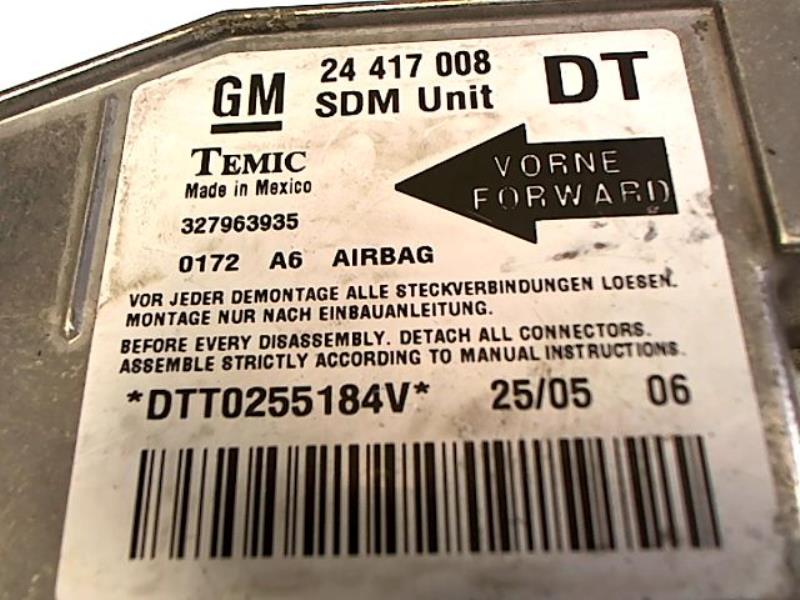 GM 24 417 008 DT
SDM Unit
TEMIC
Made in Mexico
VORNE
FORWARD
327963935
0172 A6 AIRBAG
VOR JEDER DEMONTAGE ALLE STECKVERBINDUNGEN LOESEN.
MONTAGE NUR NACH EINBAUANLEITUNG.
BEFORE EVERY DISASSEMBLY. DETACH ALL CONNECTORS.
ASSEMBLE STRICTLY ACCORDING TO MANUAL INSTRUCTIONS.
*DTT0255184V* 25/05 06